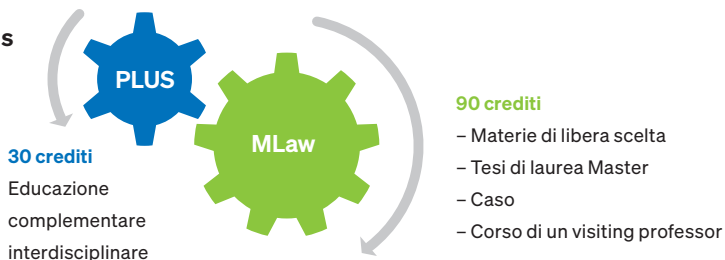 s
PLUS
MLaw
30 crediti
Educazione
complementare
interdisciplinare
90 crediti
– Materie di libera scelta
– Tesi di laurea Master
– Caso
– Corso di un visiting professor